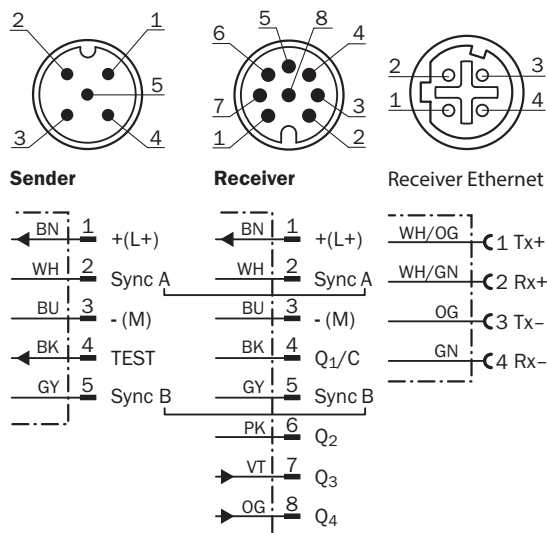 2 1 5 3 4
5 8 6 4 7 3 1 2
2 3 1 4
Sender
Receiver
Receiver Ethernet
BN 1 +(L+)
WH 2 Sync A
BU 3 - (M)
BK 4 TEST
GY 5 Sync B
BN 1 +(L+)
WH 2 Sync A
BU 3 - (M)
BK 4 Q1/C
GY 5 Sync B
PK 6 Q2
VT 7 Q3
OG 8 Q4
WH/OG 1 Tx+
WH/GN 2 Rx+
OG 3 Tx–
GN 4 Rx–